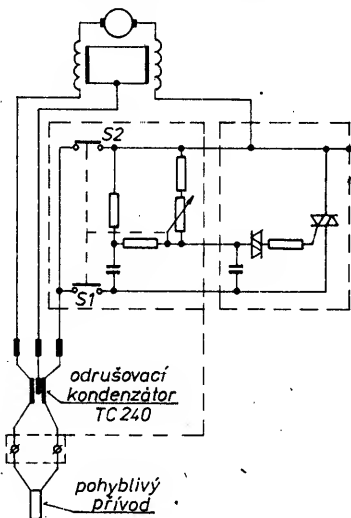 S2
S1
odrušovací
kondenzátor
TC 240
pohyblivý
přívod